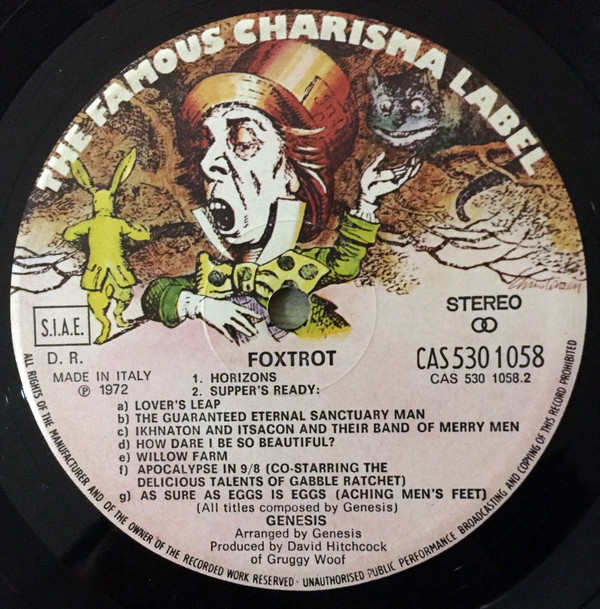 THE FAMOUS CHARISMA LABEL
S.I.A.E.
STEREO
D. R.
FOXTROT
CAS 530 1058
MADE IN ITALY
CAS 530 1058.2
℗ 1972
1. HORIZONS
2. SUPPER'S READY:
a) LOVER'S LEAP
b) THE GUARANTEED ETERNAL SANCTUARY MAN
c) IKHNATON AND ITSACON AND THEIR BAND OF MERRY MEN
d) HOW DARE I BE SO BEAUTIFUL?
e) WILLOW FARM
f) APOCALYPSE IN 9/8 (CO-STARRING THE
DELICIOUS TALENTS OF GABBLE RATCHET)
g) AS SURE AS EGGS IS EGGS (ACHING MEN'S FEET)
(All titles composed by Genesis)
GENESIS
Arranged by Genesis
Produced by David Hitchcock
of Gruggy Woof
ALL RIGHTS OF THE MANUFACTURER AND OF THE OWNER OF THE RECORDED WORK RESERVED · UNAUTHORISED PUBLIC PERFORMANCE BROADCASTING AND COPYING OF THIS RECORD PROHIBITED